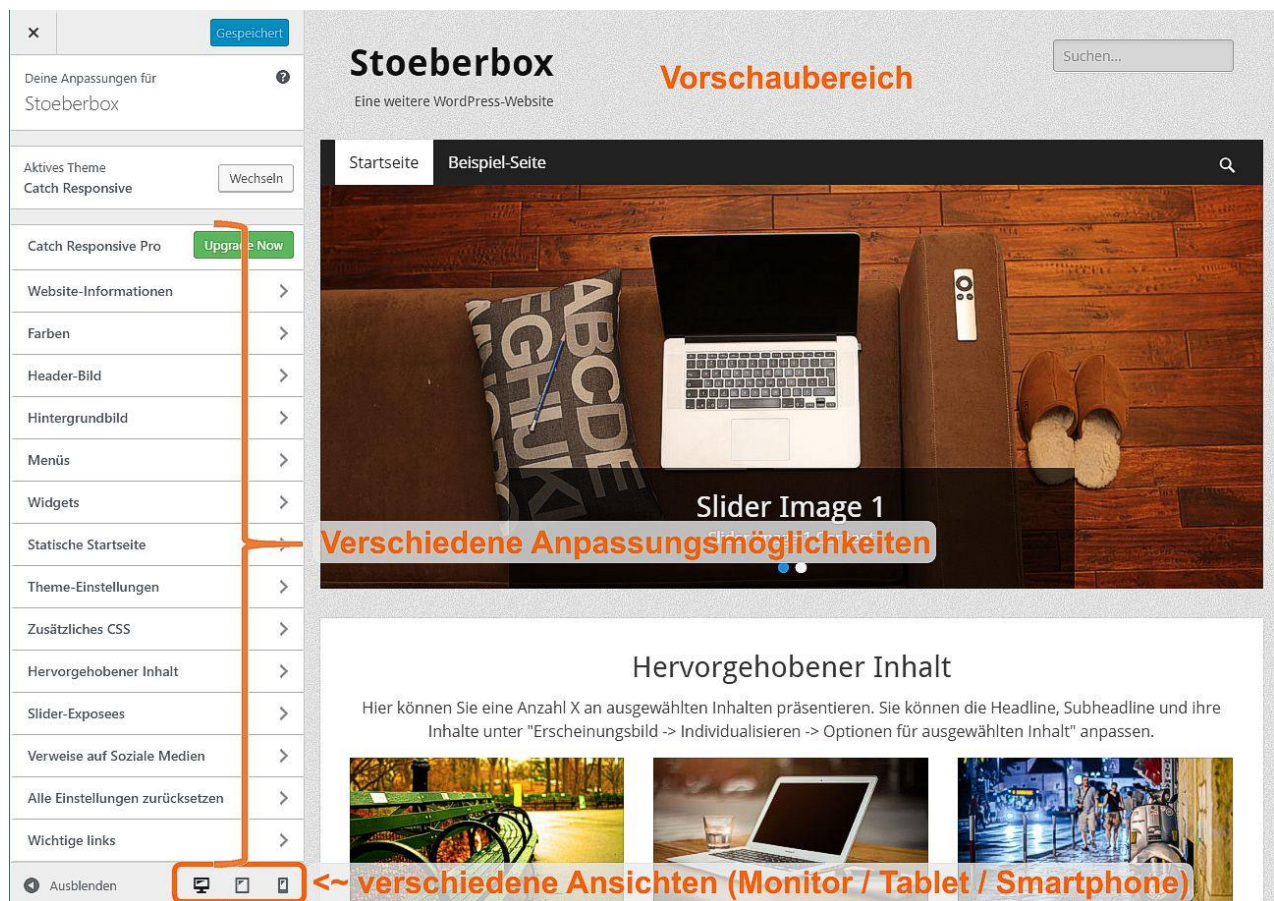 Gespeichert
Deine Anpassungen für
Stoeberbox
Aktives Theme
Catch Responsive
Wechseln
Catch Responsive Pro
Upgrade Now
Website-Informationen
Farben
Header-Bild
Hintergrundbild
Menüs
Widgets
Statische Startseite
Theme-Einstellungen
Zusätzliches CSS
Hervorgehobener Inhalt
Slider-Exposees
Verweise auf Soziale Medien
Alle Einstellungen zurücksetzen
Wichtige links
Ausblenden
Stoeberbox
Eine weitere WordPress-Website
Vorschaubereich
Suchen...
Startseite
Beispiel-Seite
ABCDE
FGHIJK
Slider Image 1
Verschiedene Anpassungsmöglichkeiten
Hervorgehobener Inhalt
Hier können Sie eine Anzahl X an ausgewählten Inhalten präsentieren. Sie können die Headline, Subheadline und ihre
Inhalte unter "Erscheinungsbild -> Individualisieren -> Optionen für ausgewählten Inhalt" anpassen.
<~ verschiedene Ansichten (Monitor / Tablet / Smartphone)